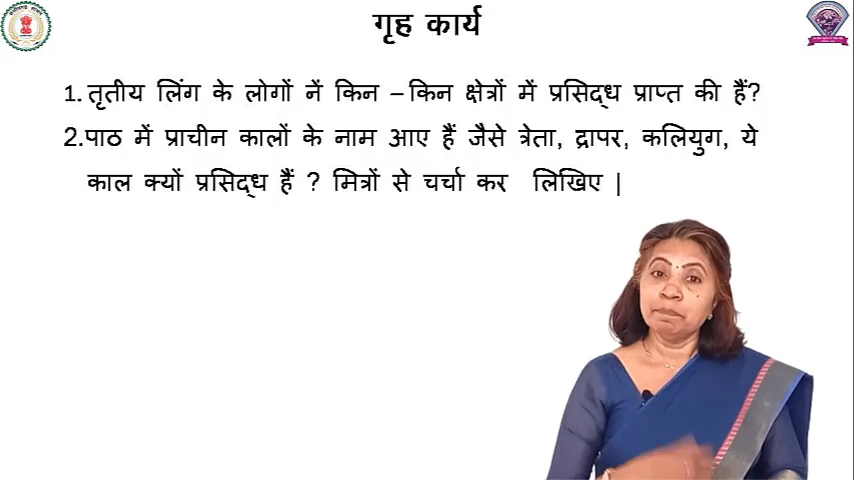 गृह कार्य
1. तृतीय लिंग के लोगों नें किन – किन क्षेत्रों में प्रसिद्ध प्राप्त की हैं?
2.पाठ में प्राचीन कालों के नाम आए हैं जैसे त्रेता, द्रापर, कलियुग, ये
काल क्यों प्रसिद्ध हैं ? मित्रों से चर्चा कर लिखिए |